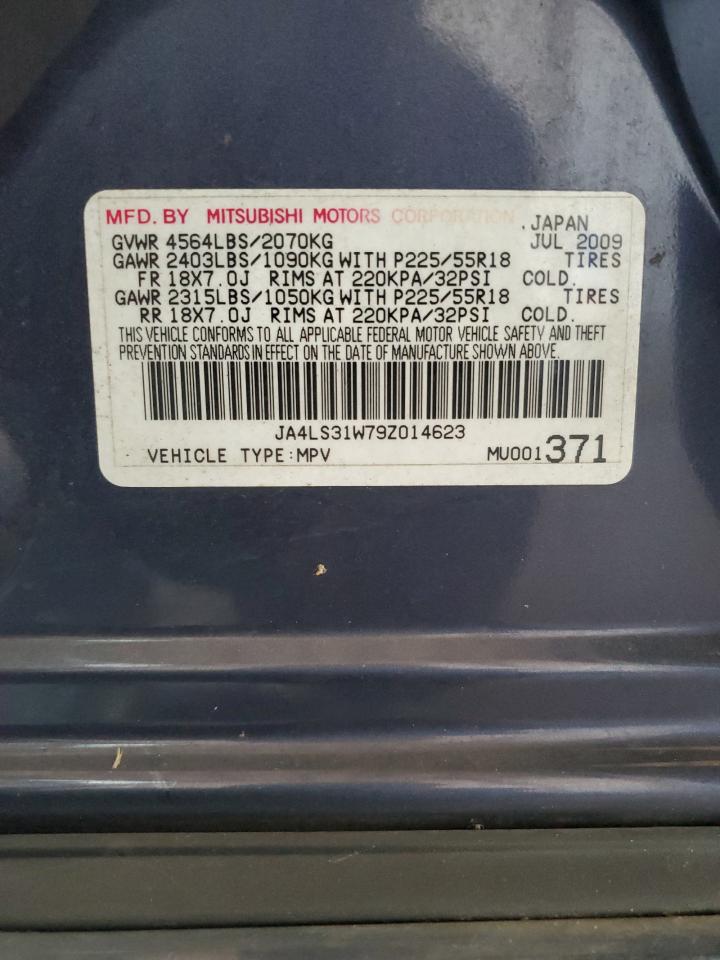 MFD. BY MITSUBISHI MOTORS CORPORATION. JAPAN
GVWR 4564LBS/2070KG JUL 2009
GAWR 2403LBS/1090KG WITH P225/55R18 TIRES
FR 18X7.0J RIMS AT 220KPA/32PSI COLD.
GAWR 2315LBS/1050KG WITH P225/55R18 TIRES
RR 18X7.0J RIMS AT 220KPA/32PSI COLD.
THIS VEHICLE CONFORMS TO ALL APPLICABLE FEDERAL MOTOR VEHICLE SAFETY AND THEFT
PREVENTION STANDARDS IN EFFECT ON THE DATE OF MANUFACTURE SHOWN ABOVE.
JA4LS31W79Z014623
VEHICLE TYPE:MPV MU001371